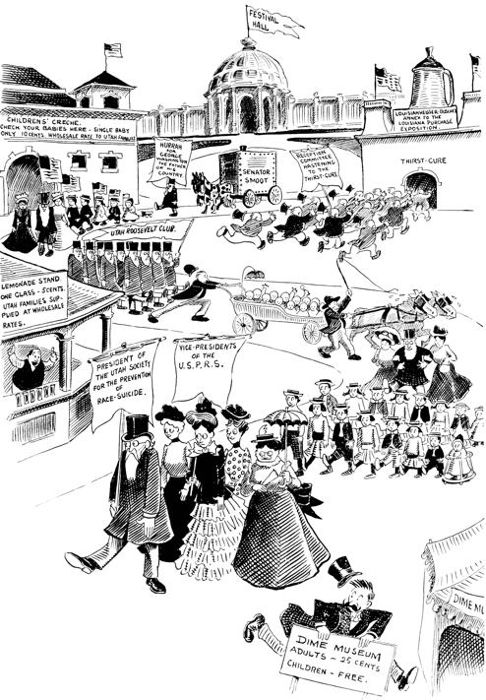 FESTIVAL
HALL
CHILDRENS' CRECHE.
CHECK YOUR BABIES HERE - SINGLE BABY
ONLY 10 CENTS. WHOLESALE RATE TO UTAH FAMILIES
HURRAH
FOR
GEORGE
WASHINGTON
THE FATHER
OF HIS
COUNTRY
SENATOR
SMOOT
RECEPTION
COMMITTEE
HASTENING
TO THE
THIRST-CURE
ANNEX TO THE
LOUISIANA PURCHASE
EXPOSITION.
THIRST-CURE
UTAH ROOSEVELT CLUB.
LEMONADE STAND
ONE GLASS - 5 CENTS.
UTAH FAMILIES SUP-
PLIED AT WHOLESALE
RATES.
PRESIDENT OF
THE UTAH SOCIETY
FOR THE PREVENTION
OF
RACE-SUICIDE.
VICE-PRESIDENTS
OF THE
U.S.P.R.S.
DIME MUSEUM
ADULTS - 25 CENTS
CHILDREN - FREE.
DIME MU